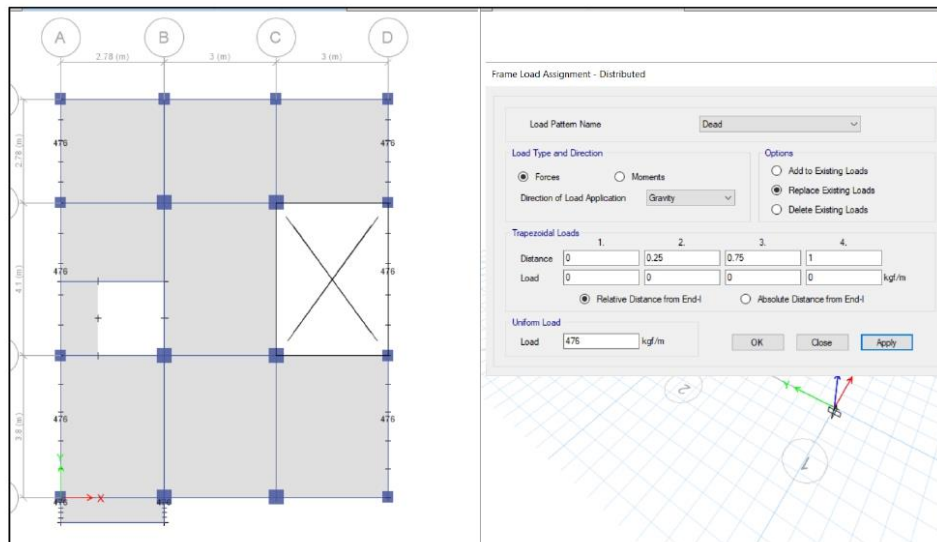 A B C D
2.78 (m) 3 (m) 3 (m)
2.78 (m)
476 476
4.1 (m)
476 476
3.8 (m)
476 476
Y
X
476 476
Frame Load Assignment - Distributed
Load Pattern Name Dead
Load Type and Direction
Forces Moments
Direction of Load Application Gravity
Options
Add to Existing Loads
Replace Existing Loads
Delete Existing Loads
Trapezoidal Loads
1. 2. 3. 4.
Distance 0 0.25 0.75 1
Load 0 0 0 0 kgf/m
Relative Distance from End-I Absolute Distance from End-I
Uniform Load
Load 476 kgf/m
OK Close Apply
Y
2
1